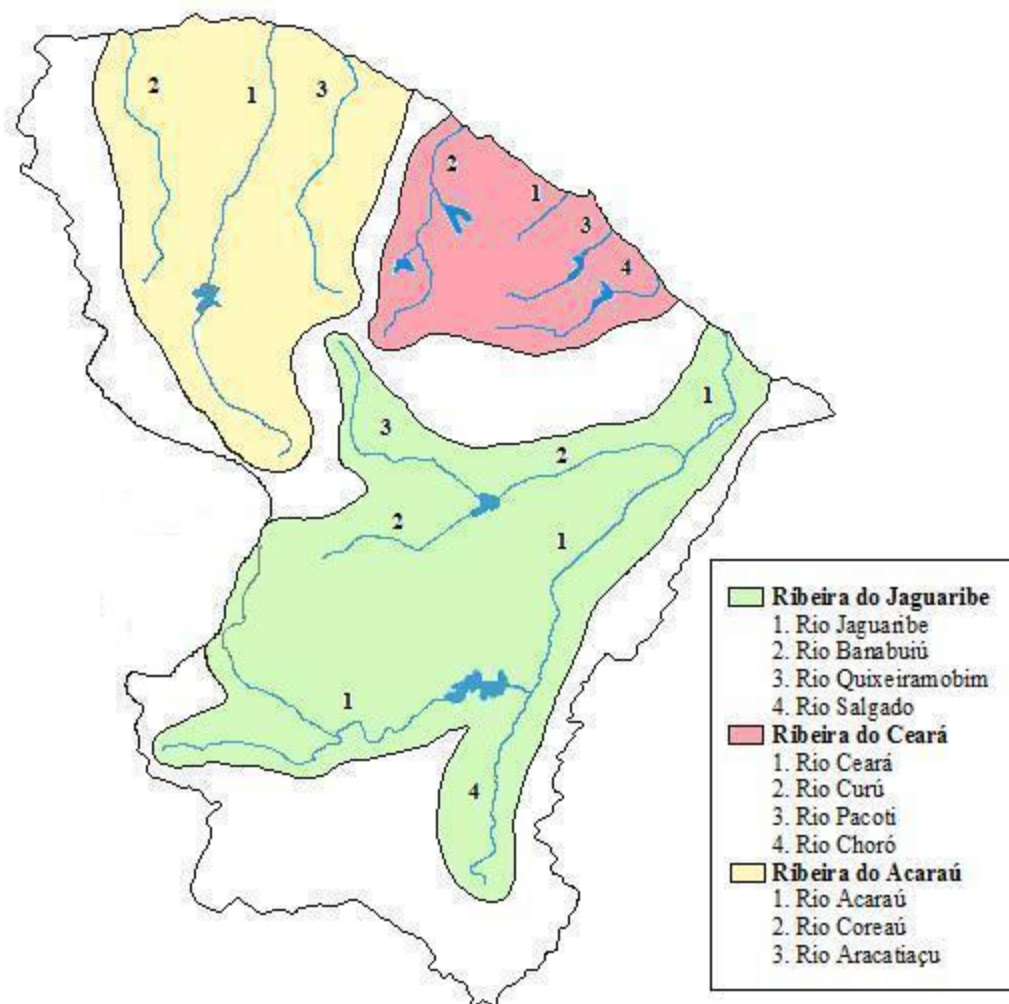 2
1
3
2
1
3
4
1
3
2
2
1
1
4
Ribeira do Jaguaribe
1. Rio Jaguaribe
2. Rio Banabuiú
3. Rio Quixeiramobim
4. Rio Salgado
Ribeira do Ceará
1. Rio Ceará
2. Rio Curú
3. Rio Pacoti
4. Rio Choró
Ribeira do Acaraú
1. Rio Acaraú
2. Rio Coreaú
3. Rio Aracatiaçu